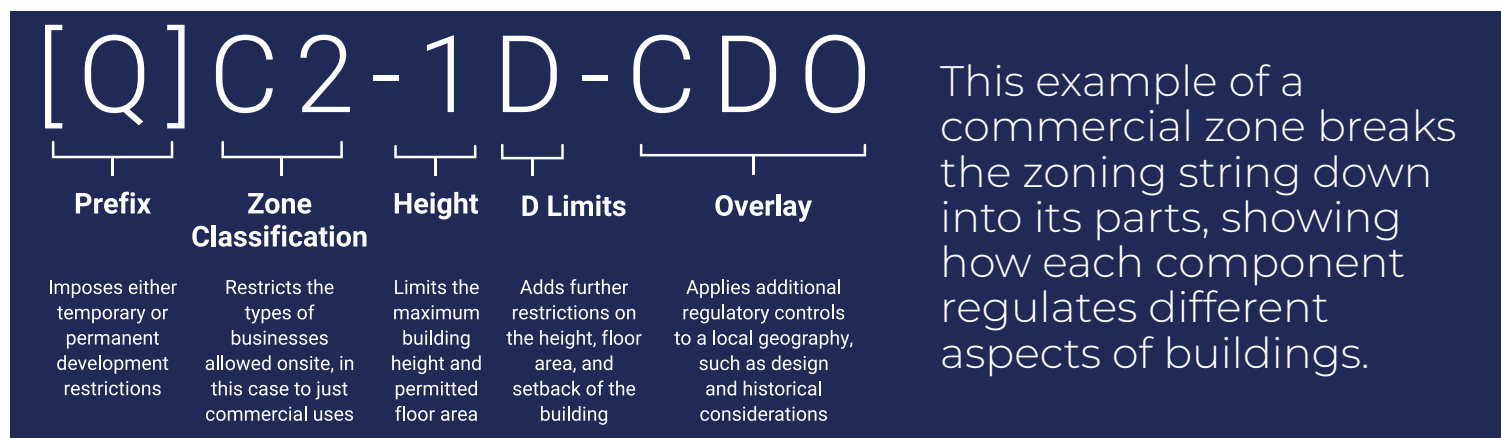 [Q]C2-1D-CDO
Prefix
Zone
Classification
Height
D Limits
Overlay
Imposes either
temporary or
permanent
development
restrictions
Restricts the
types of
businesses
allowed onsite, in
this case to just
commercial uses
Limits the
maximum
building
height and
permitted
floor area
Adds further
restrictions on
the height, floor
area, and
setback of the
building
Applies additional
regulatory controls
to a local geography,
such as design
and historical
considerations
This example of a
commercial zone breaks
the zoning string down
into its parts, showing
how each component
regulates different
aspects of buildings.